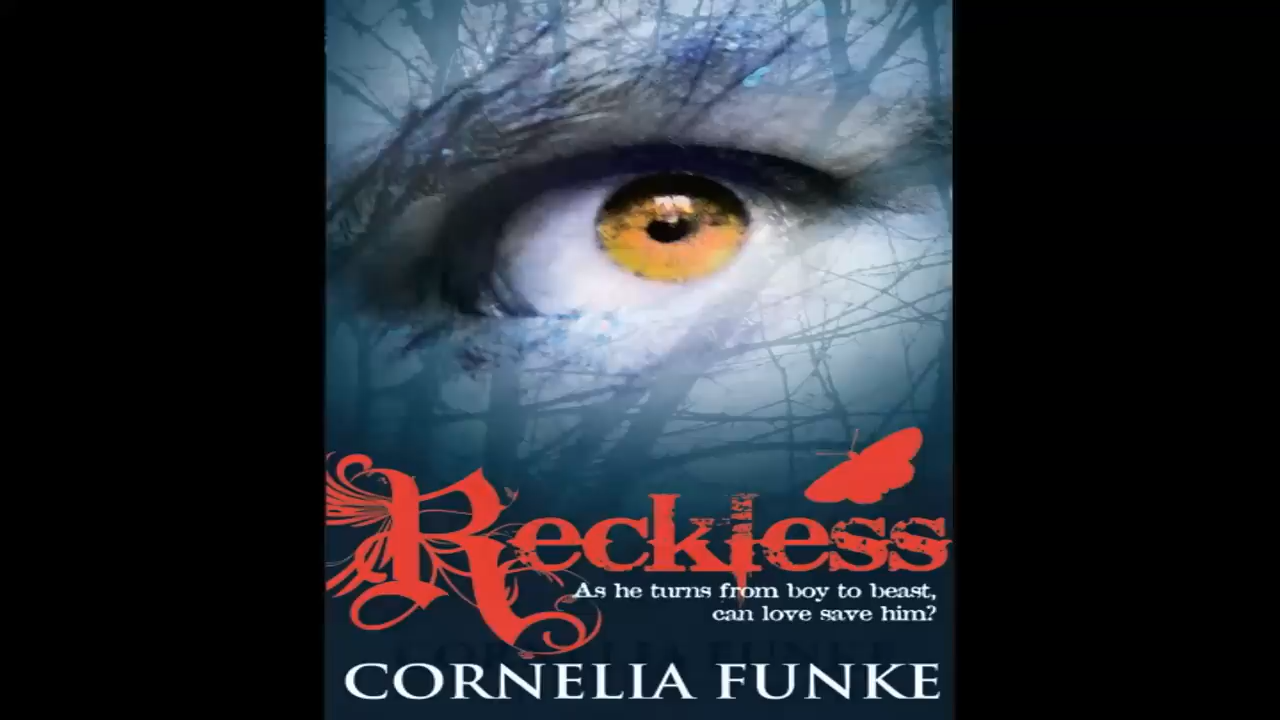 Reckless
As he turns from boy to beast,
can love save him?
CORNELIA FUNKE